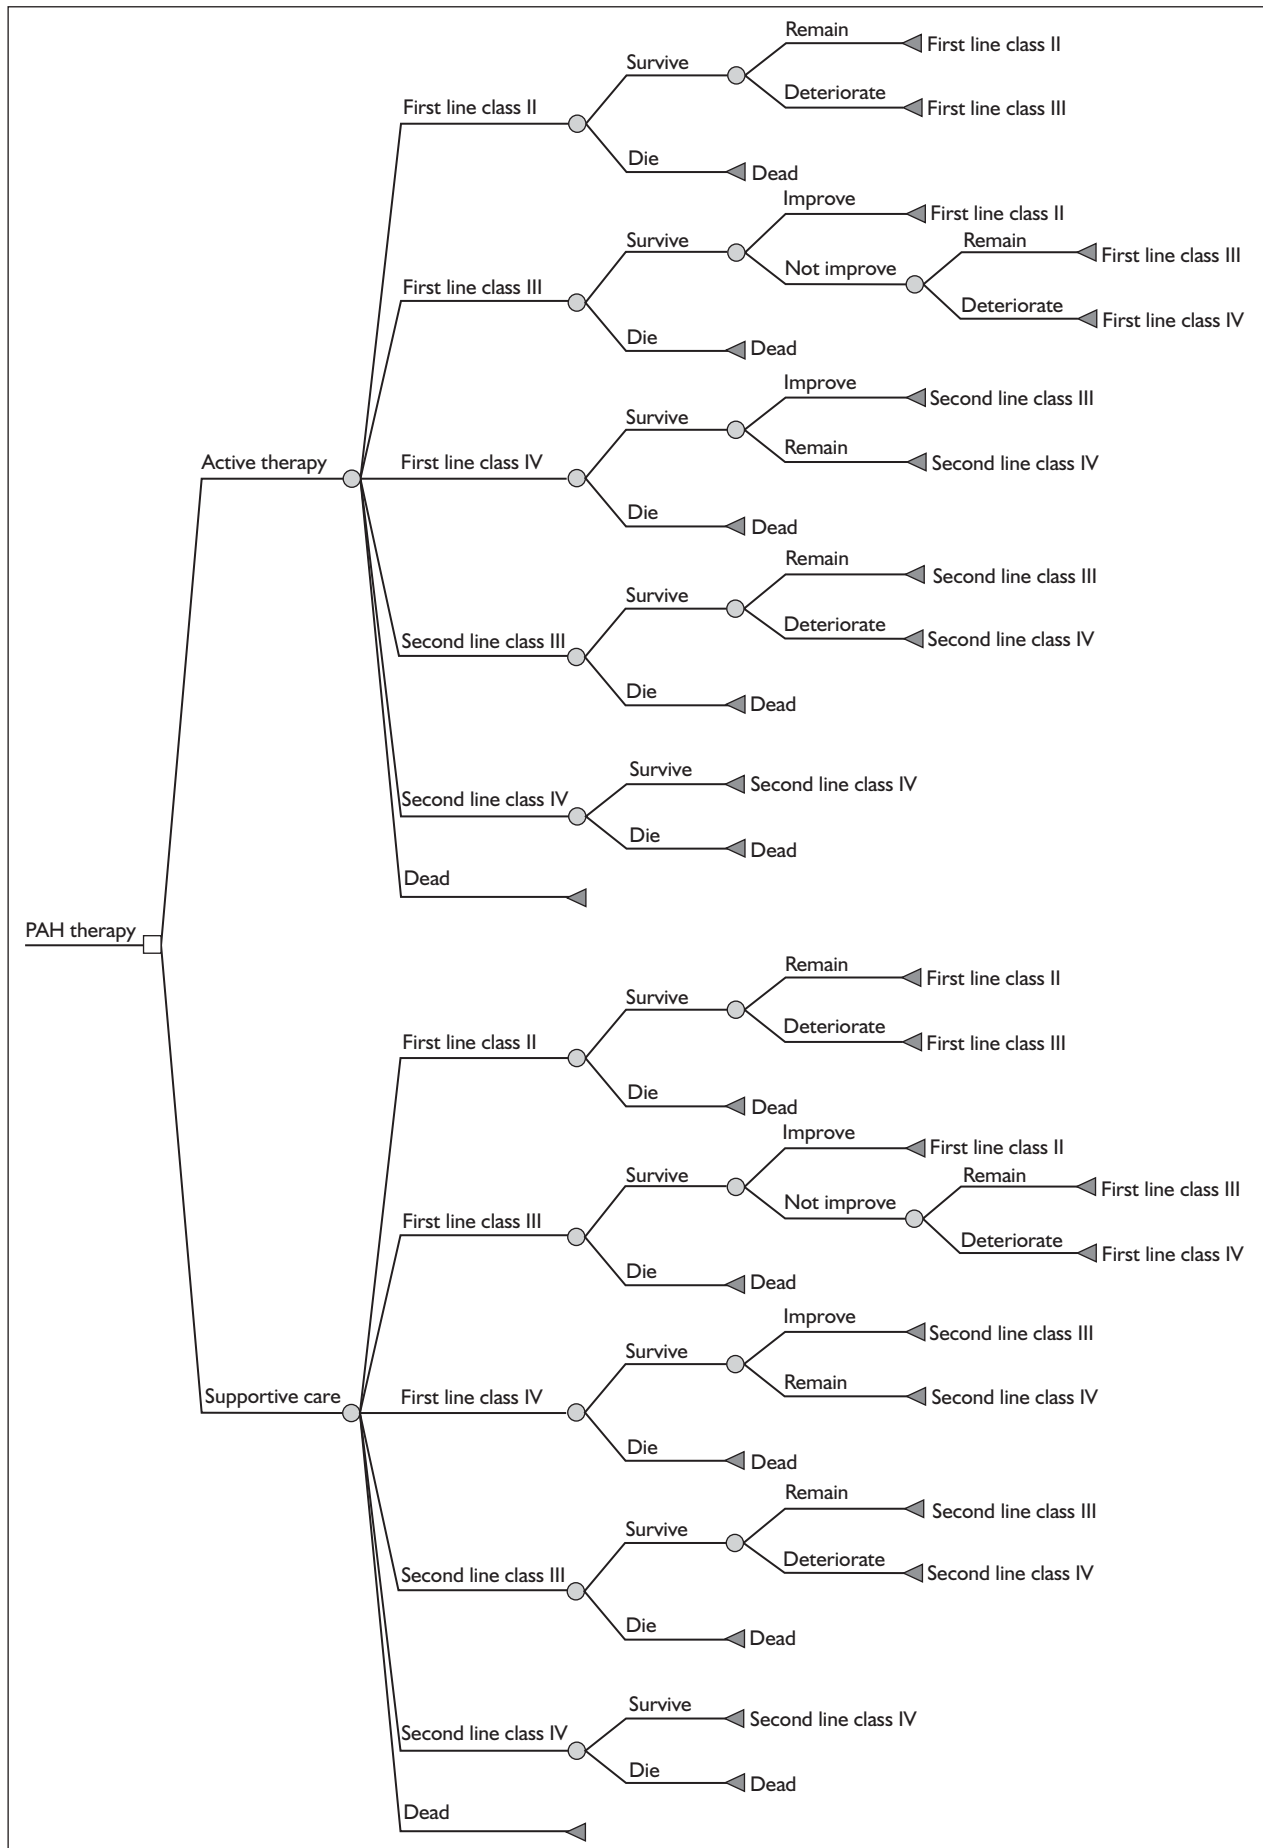 Remain
First line class II
Survive
Deteriorate
First line class III
First line class II
Die
Dead
Improve
First line class II
Survive
Remain
First line class III
Not improve
First line class III
Deteriorate
First line class IV
Die
Dead
Improve
Second line class III
Survive
Remain
Second line class IV
Active therapy
First line class IV
Die
Dead
Remain
Second line class III
Survive
Deteriorate
Second line class IV
Second line class III
Die
Dead
Survive
Second line class IV
Second line class IV
Die
Dead
Dead
PAH therapy
Remain
First line class II
Survive
Deteriorate
First line class III
First line class II
Die
Dead
Improve
First line class II
Survive
Remain
First line class III
Not improve
First line class III
Deteriorate
First line class IV
Die
Dead
Improve
Second line class III
Survive
Remain
Second line class IV
Supportive care
First line class IV
Die
Dead
Remain
Second line class III
Survive
Deteriorate
Second line class IV
Second line class III
Die
Dead
Survive
Second line class IV
Second line class IV
Die
Dead
Dead